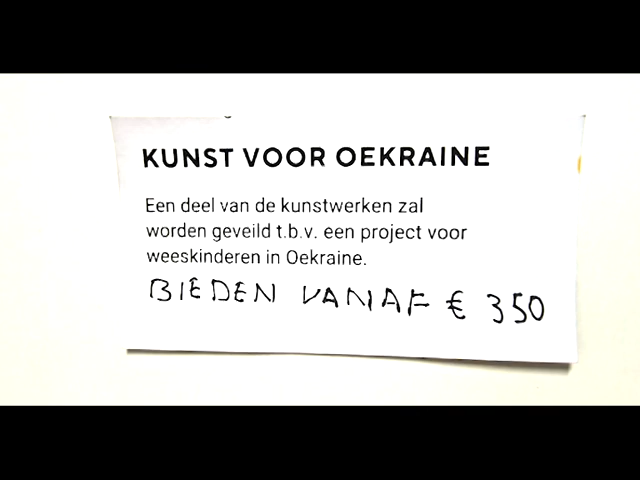 KUNST VOOR OEKRAINE
Een deel van de kunstwerken zal
worden geveild t.b.v. een project voor
weeskinderen in Oekraine.
BIEDEN VANAF € 350